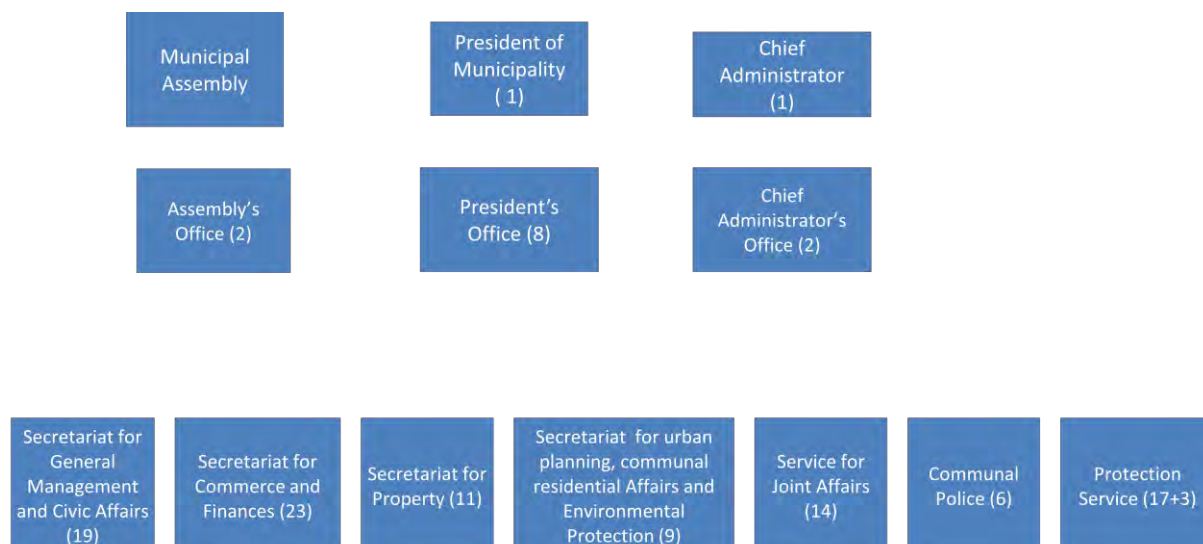 Municipal
Assembly
President of
Municipality
( 1)
Chief
Administrator
(1)
Assembly's
Office (2)
President's
Office (8)
Chief
Administrator's
Office (2)
Secretariat for
General
Management
and Civic Affairs
(19)
Secretariat for
Commerce and
Finances (23)
Secretariat for
Property (11)
Secretariat for urban
planning, communal
residential Affairs and
Environmental
Protection (9)
Service for
Joint Affairs
(14)
Communal
Police (6)
Protection
Service (17+3)